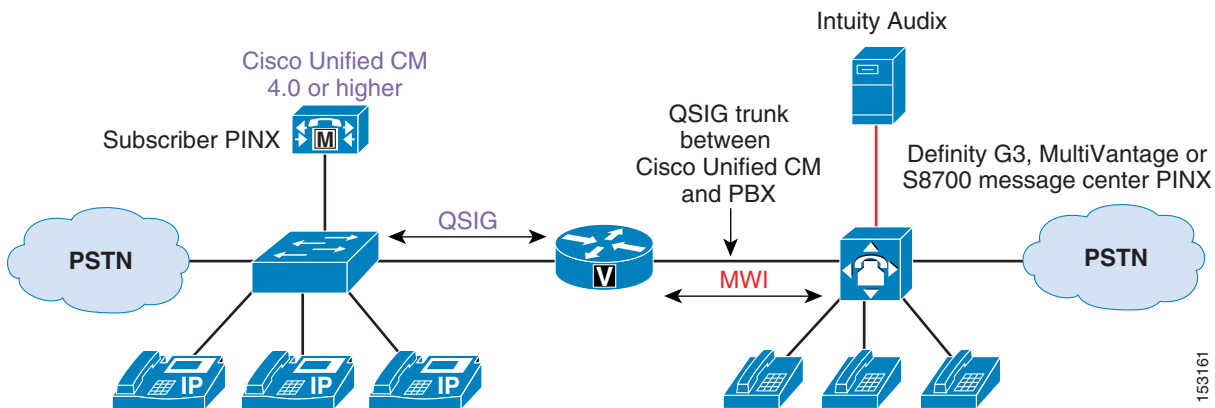 Intuity Audix
Cisco Unified CM
4.0 or higher
Subscriber PINX
M
QSIG trunk
between
Cisco Unified CM
and PBX
Definity G3, MultiVantage or
S8700 message center PINX
PSTN
QSIG
V
MWI
PSTN
IP
IP
IP
153161